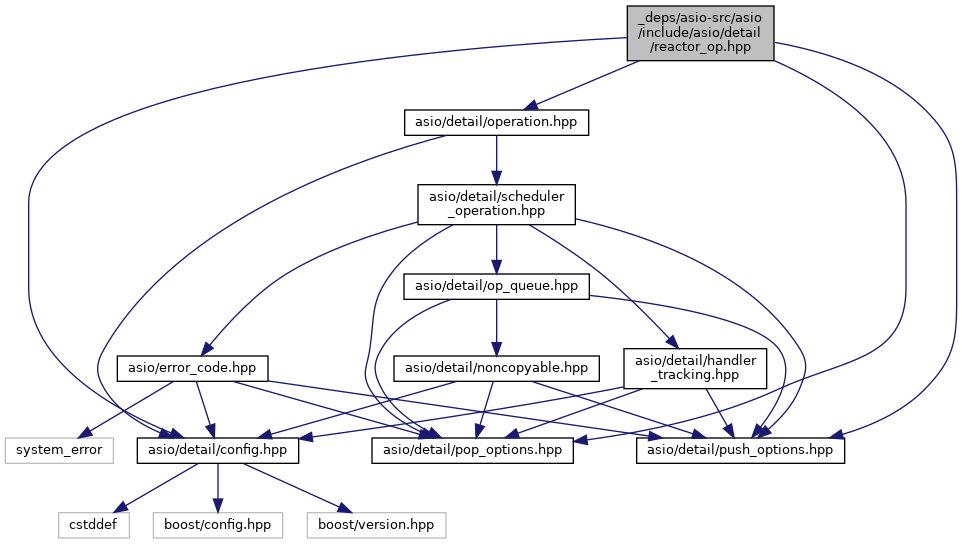 _deps/asio-src/asio
/include/asio/detail
/reactor_op.hpp
asio/detail/operation.hpp
asio/detail/scheduler
_operation.hpp
asio/detail/op_queue.hpp
asio/error_code.hpp
asio/detail/noncopyable.hpp
asio/detail/handler
_tracking.hpp
system_error
asio/detail/config.hpp
asio/detail/pop_options.hpp
asio/detail/push_options.hpp
cstddef
boost/config.hpp
boost/version.hpp